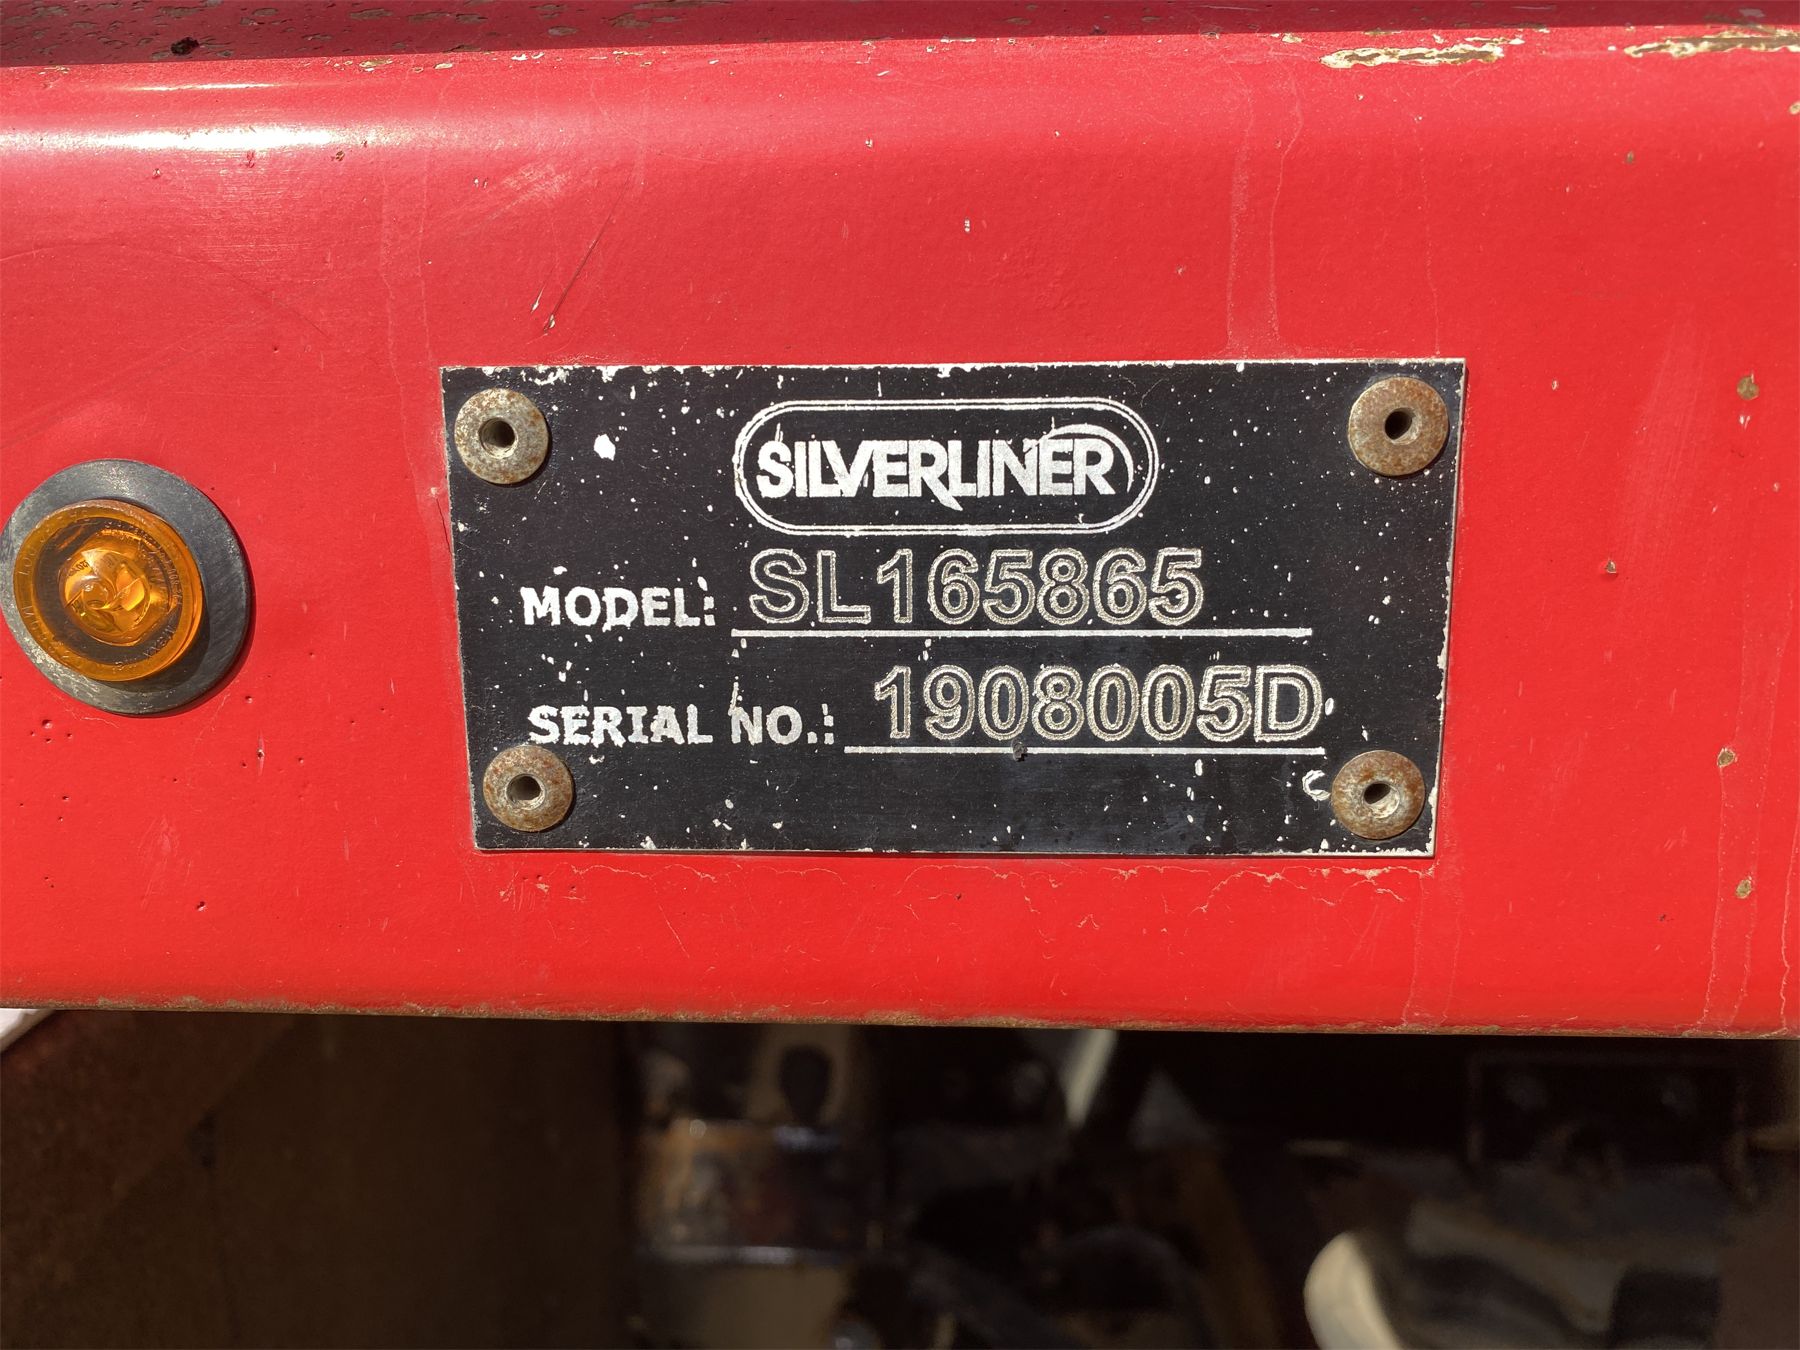 SILVERLINER
MODEL: SL165865
SERIAL NO.: 1908005D